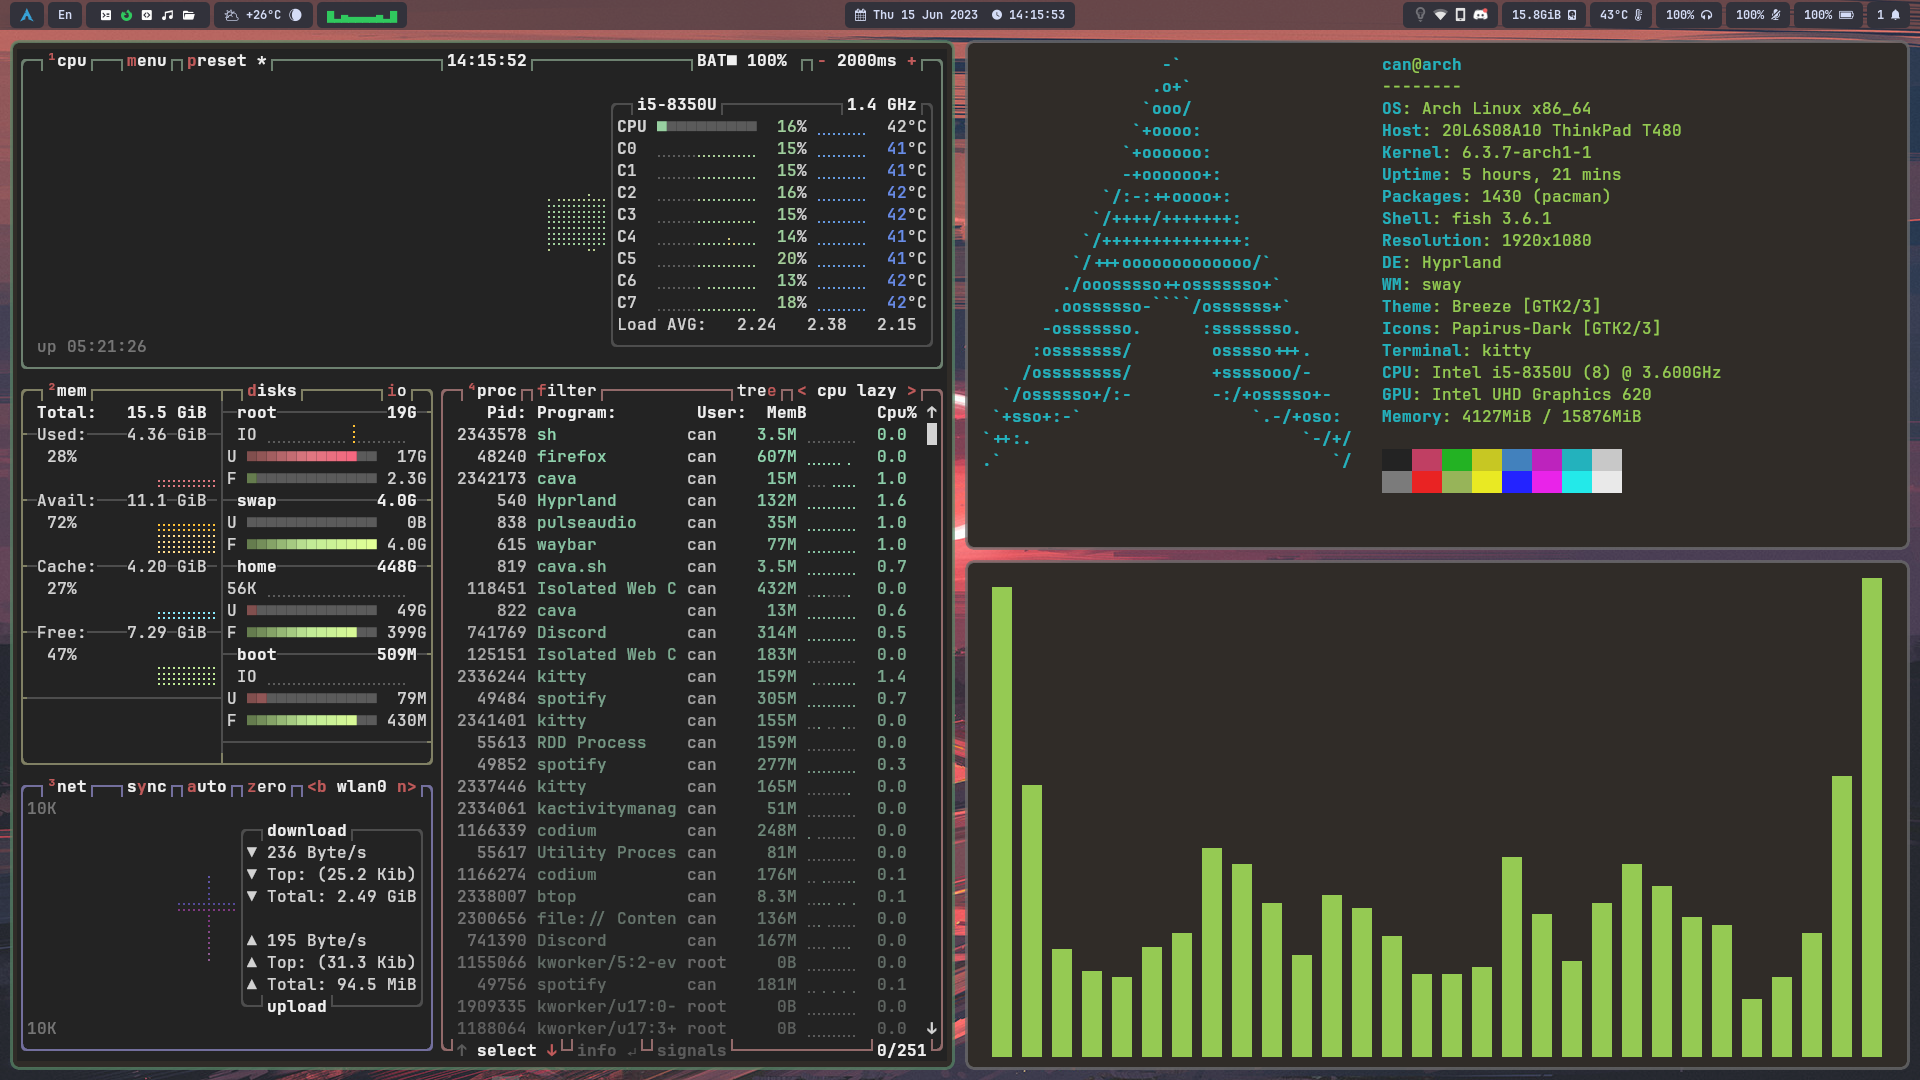 En +26°C Thu 15 Jun 2023 14:15:53 15.8GiB 43°C 100% 100% 100% 1
¹cpu menu preset * 14:15:52 BAT■ 100% - 2000ms +
i5-8350U 1.4 GHz
CPU 16% 42°C
C0 15% 41°C
C1 15% 41°C
C2 16% 42°C
C3 15% 42°C
C4 14% 41°C
C5 20% 41°C
C6 13% 42°C
C7 18% 42°C
Load AVG: 2.24 2.38 2.15
up 05:21:26
²mem
Total: 15.5 GiB
Used: 4.36 GiB
28%
Avail: 11.1 GiB
72%
Cache: 4.20 GiB
27%
Free: 7.29 GiB
47%
disks io
root 19G
IO
U 17G
F 2.3G
swap 4.0G
U 0B
F 4.0G
home 448G
56K
U 49G
F 399G
boot 509M
IO
U 79M
F 430M
³net sync auto zero <b wlan0 n>
10K
download
▼ 236 Byte/s
▼ Top: (25.2 Kib)
▼ Total: 2.49 GiB
▲ 195 Byte/s
▲ Top: (31.3 Kib)
▲ Total: 94.5 MiB
upload
10K
⁴proc filter tree < cpu lazy >
Pid: Program: User: MemB Cpu% ↑
2343578 sh can 3.5M 0.0
48240 firefox can 607M 0.0
2342173 cava can 15M 1.0
540 Hyprland can 132M 1.6
838 pulseaudio can 35M 1.0
615 waybar can 77M 1.0
819 cava.sh can 3.5M 0.7
118451 Isolated Web C can 432M 0.0
822 cava can 13M 0.6
741769 Discord can 314M 0.5
125151 Isolated Web C can 183M 0.0
2336244 kitty can 159M 1.4
49484 spotify can 305M 0.7
2341401 kitty can 155M 0.0
55613 RDD Process can 159M 0.0
49852 spotify can 277M 0.3
2337446 kitty can 165M 0.0
2334061 kactivitymanag can 51M 0.0
1166339 codium can 248M 0.0
55617 Utility Proces can 81M 0.0
1166274 codium can 176M 0.1
2338007 btop can 8.3M 0.1
2300656 file:// Conten can 136M 0.0
741390 Discord can 167M 0.0
1155066 kworker/5:2-ev root 0B 0.0
49756 spotify can 181M 0.1
1909335 kworker/u17:0- root 0B 0.0
1188064 kworker/u17:3+ root 0B 0.0 ↓
↑ select ↓ info ↵ signals 0/251
-`
.o+`
`ooo/
`+oooo:
`+oooooo:
-+oooooo+:
`/:-:++oooo+:
`/++++/+++++++:
`/++++++++++++++:
`/+++ooooooooooooo/`
./ooosssso++osssssso+`
.oossssso-````/ossssss+`
-osssssso. :ssssssso.
:osssssss/ osssso+++.
/ossssssss/ +ssssooo/-
`/ossssso+/:- -:/+osssso+-
`+sso+:-` `.-/+oso:
`++:. `-/+/
.` `/
can@arch
--------
OS: Arch Linux x86_64
Host: 20L6S08A10 ThinkPad T480
Kernel: 6.3.7-arch1-1
Uptime: 5 hours, 21 mins
Packages: 1430 (pacman)
Shell: fish 3.6.1
Resolution: 1920x1080
DE: Hyprland
WM: sway
Theme: Breeze [GTK2/3]
Icons: Papirus-Dark [GTK2/3]
Terminal: kitty
CPU: Intel i5-8350U (8) @ 3.600GHz
GPU: Intel UHD Graphics 620
Memory: 4127MiB / 15876MiB